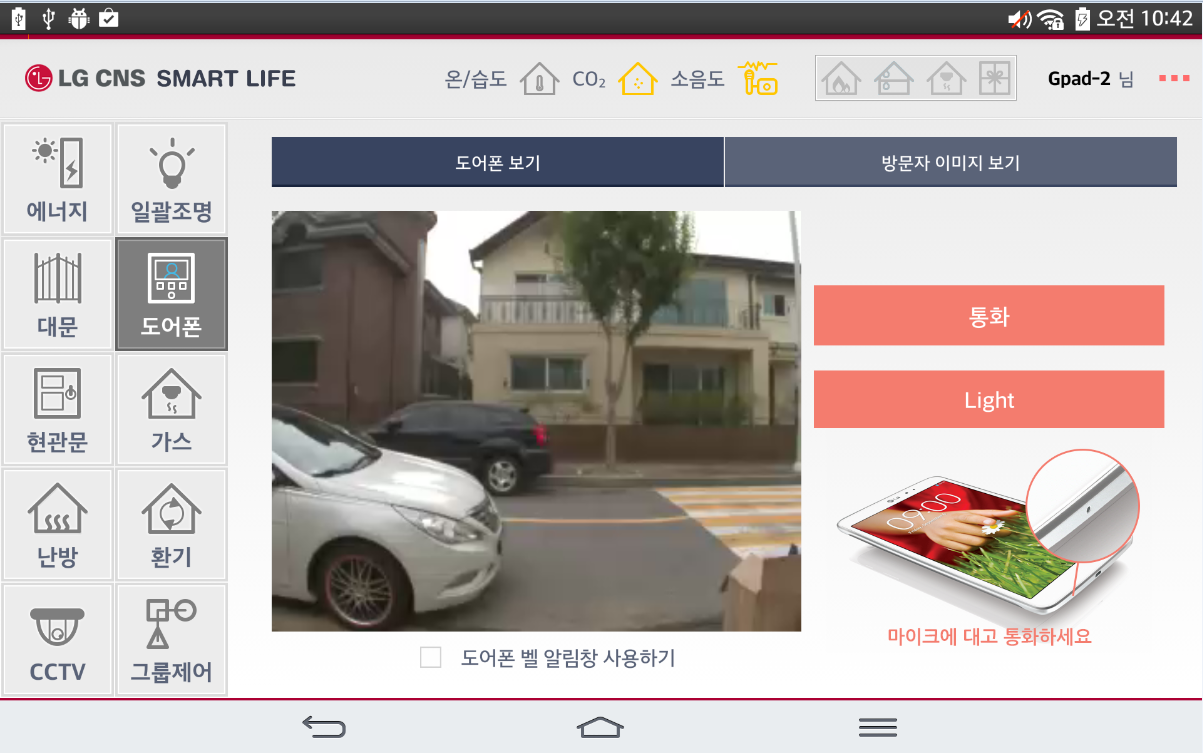 오전 10:42
LG CNS SMART LIFE
온/습도
CO₂
소음도
Gpad-2 님
에너지
일괄조명
대문
도어폰
현관문
가스
난방
환기
CCTV
그룹제어
도어폰 보기
방문자 이미지 보기
통화
Light
09:00
마이크에 대고 통화하세요
도어폰 벨 알림창 사용하기